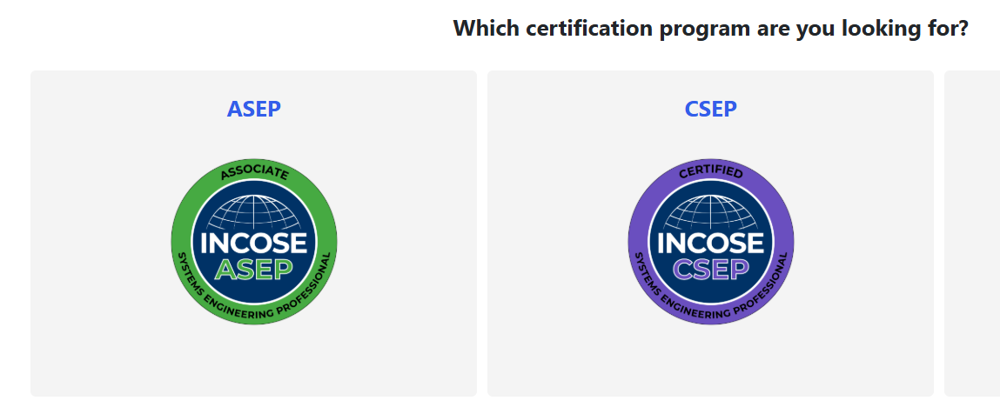 Which certification program are you looking for?
ASEP
CSEP
ASSOCIATE
INCOSE
ASEP
SYSTEMS ENGINEERING PROFESSIONAL
CERTIFIED
INCOSE
CSEP
SYSTEMS ENGINEERING PROFESSIONAL